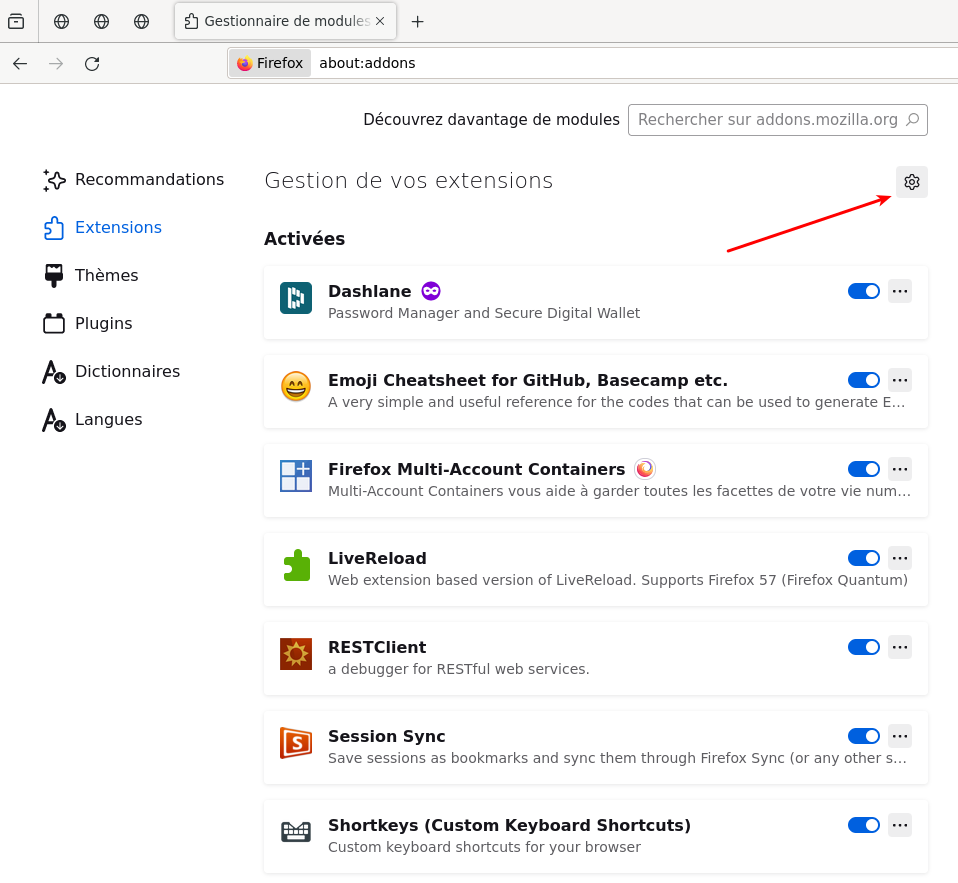 Gestionnaire de modules
Firefox about:addons
Découvrez davantage de modules Rechercher sur addons.mozilla.org
Recommandations
Extensions
Thèmes
Plugins
Dictionnaires
Langues
Gestion de vos extensions
Activées
Dashlane
Password Manager and Secure Digital Wallet
Emoji Cheatsheet for GitHub, Basecamp etc.
A very simple and useful reference for the codes that can be used to generate E…
Firefox Multi-Account Containers
Multi-Account Containers vous aide à garder toutes les facettes de votre vie num…
LiveReload
Web extension based version of LiveReload. Supports Firefox 57 (Firefox Quantum)
RESTClient
a debugger for RESTful web services.
S
Session Sync
Save sessions as bookmarks and sync them through Firefox Sync (or any other s…
Shortkeys (Custom Keyboard Shortcuts)
Custom keyboard shortcuts for your browser